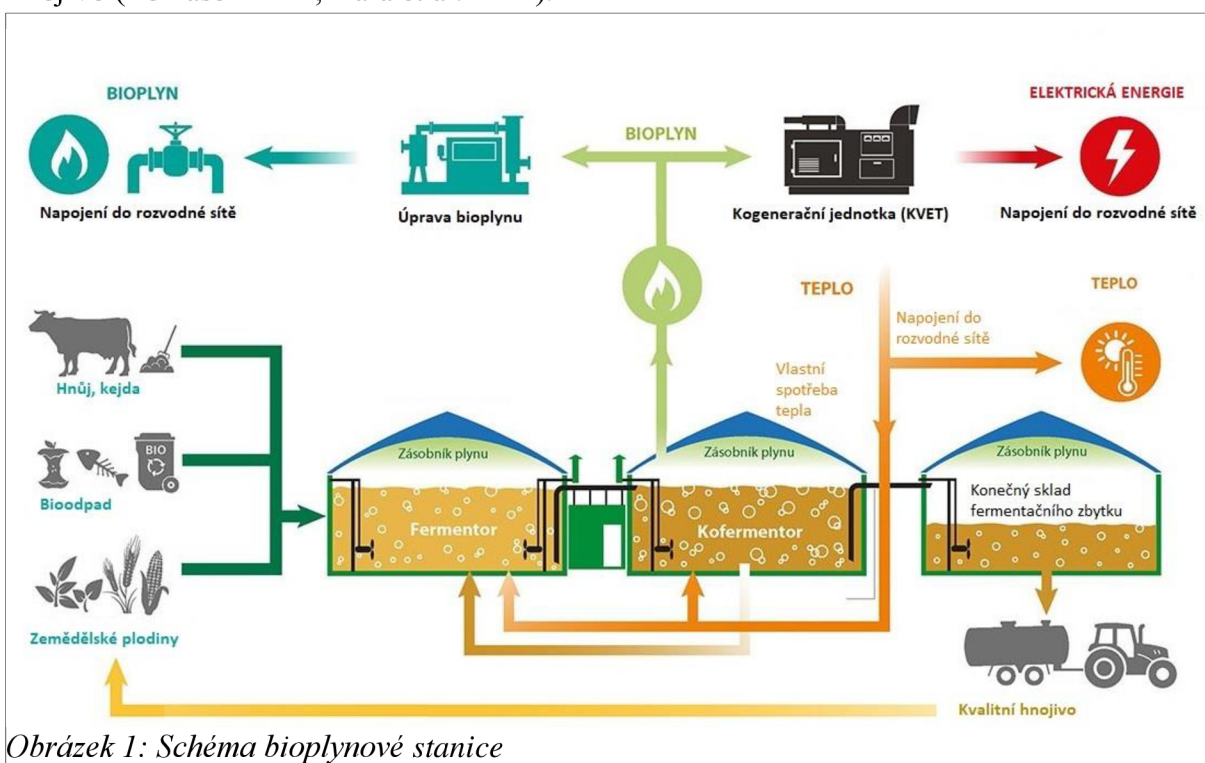 BIOPLYN
Napojení do rozvodné sítě
Úprava bioplynu
BIOPLYN
Kogenerační jednotka (KVET)
ELEKTRICKÁ ENERGIE
Napojení do rozvodné sítě
TEPLO
Napojení do
rozvodné sítě
TEPLO
Vlastní
spotřeba
tepla
Hnůj, kejda
BIO
Bioodpad
Zemědělské plodiny
Zásobník plynu
Fermentor
Zásobník plynu
Kofermentor
Zásobník plynu
Konečný sklad
fermentačního zbytku
Kvalitní hnojivo
Obrázek 1: Schéma bioplynové stanice